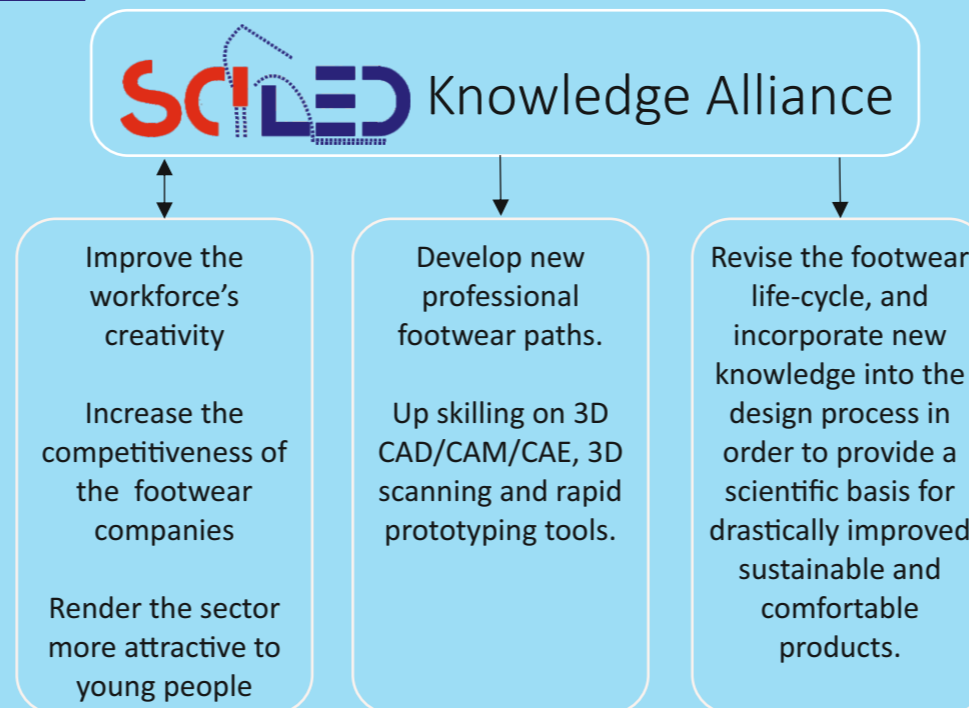 SCILED Knowledge Alliance
Improve the
workforce’s
creativity
Increase the
competitiveness of
the footwear
companies
Render the sector
more attractive to
young people
Develop new
professional
footwear paths.
Up skilling on 3D
CAD/CAM/CAE, 3D
scanning and rapid
prototyping tools.
Revise the footwear
life-cycle, and
incorporate new
knowledge into the
design process in
order to provide a
scientific basis for
drastically improved
sustainable and
comfortable
products.